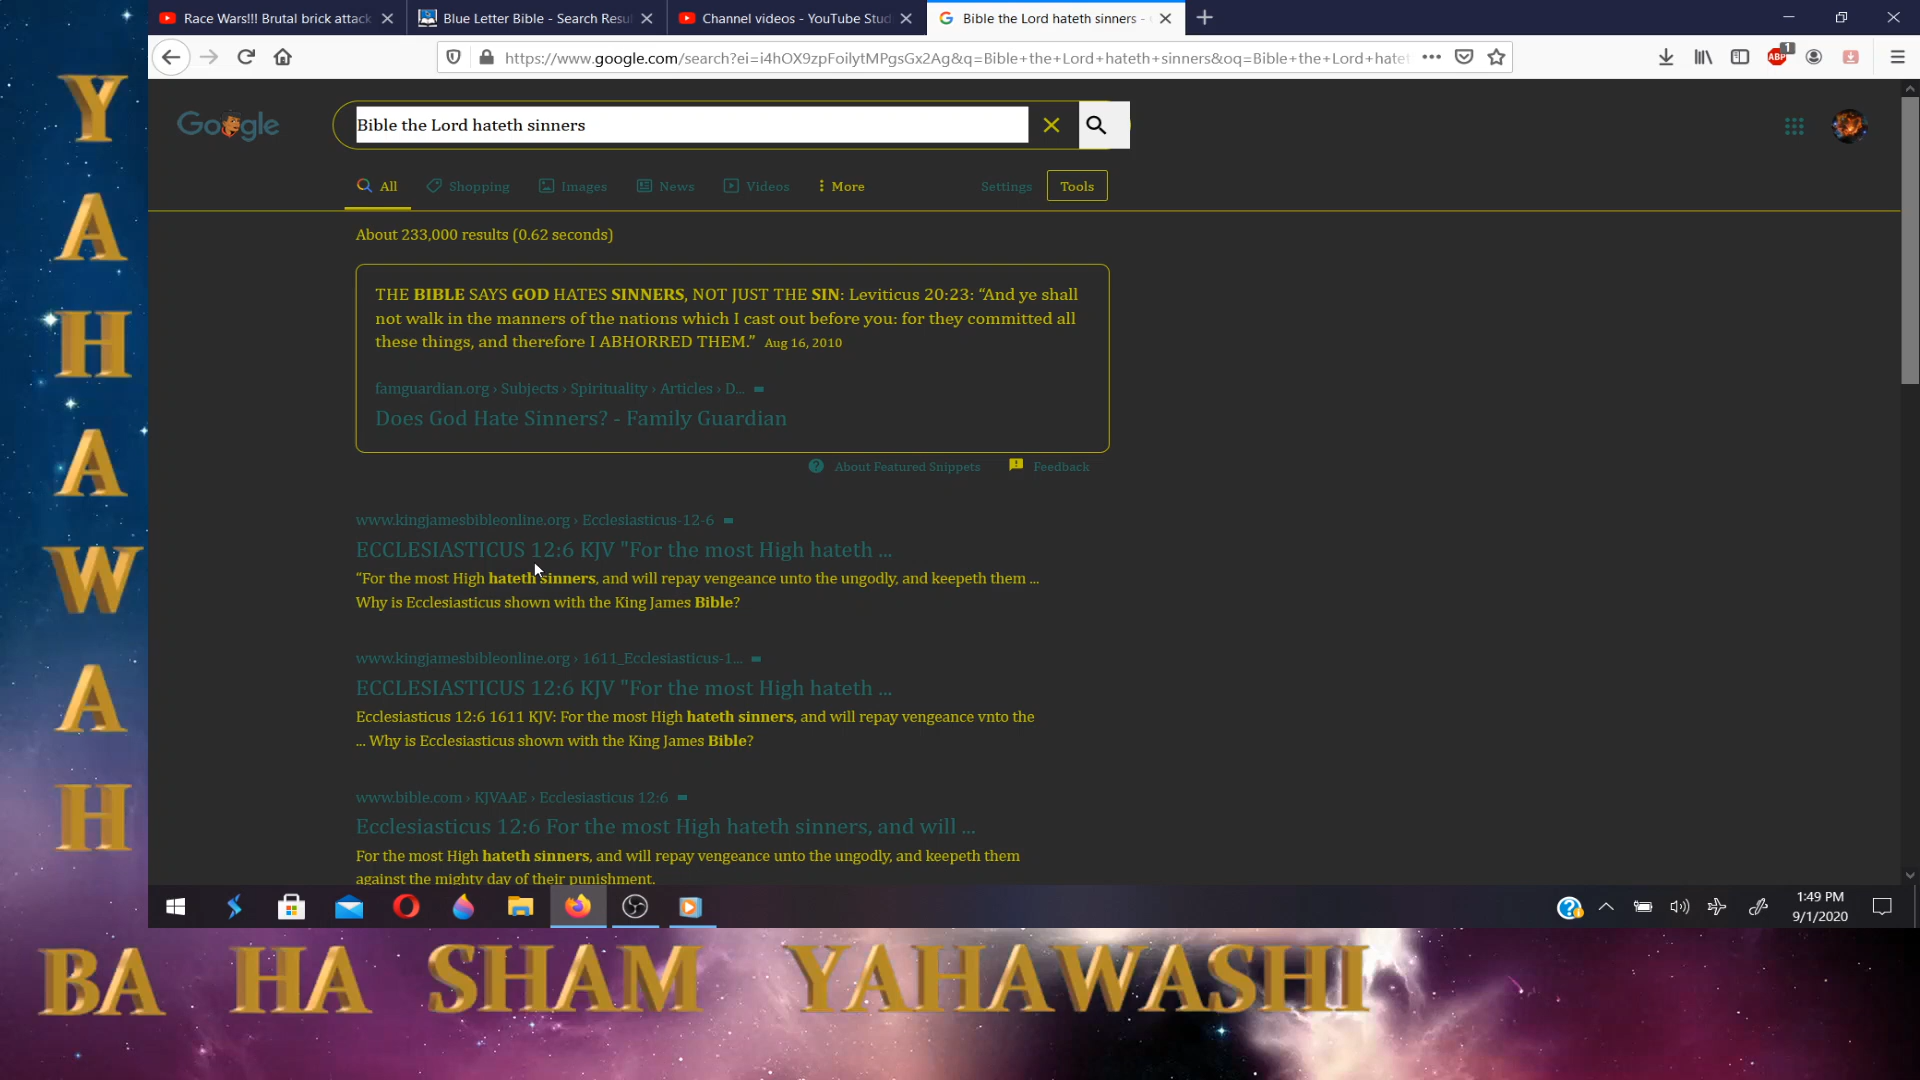 Race Wars!!! Brutal brick attack
Blue Letter Bible - Search Resu
Channel videos - YouTube Stud
Bible the Lord hateth sinners -
https://www.google.com/search?ei=i4hOX9zpFoilytMPgsGx2Ag&q=Bible+the+Lord+hateth+sinners&oq=Bible+the+Lord+hatet
ABP
1
Google
Bible the Lord hateth sinners
All
Shopping
Images
News
Videos
More
Settings
Tools
About 233,000 results (0.62 seconds)
THE BIBLE SAYS GOD HATES SINNERS, NOT JUST THE SIN: Leviticus 20:23: “And ye shall
not walk in the manners of the nations which I cast out before you: for they committed all
these things, and therefore I ABHORRED THEM.” Aug 16, 2010
famguardian.org › Subjects › Spirituality › Articles › D...
Does God Hate Sinners? - Family Guardian
About Featured Snippets
Feedback
www.kingjamesbibleonline.org › Ecclesiasticus-12-6
ECCLESIASTICUS 12:6 KJV "For the most High hateth ...
“For the most High hateth sinners, and will repay vengeance unto the ungodly, and keepeth them ...
Why is Ecclesiasticus shown with the King James Bible?
www.kingjamesbibleonline.org › 1611_Ecclesiasticus-1...
ECCLESIASTICUS 12:6 KJV "For the most High hateth ...
Ecclesiasticus 12:6 1611 KJV: For the most High hateth sinners, and will repay vengeance vnto the
... Why is Ecclesiasticus shown with the King James Bible?
www.bible.com › KJVAAE › Ecclesiasticus 12:6
Ecclesiasticus 12:6 For the most High hateth sinners, and will ...
For the most High hateth sinners, and will repay vengeance unto the ungodly, and keepeth them
against the mighty day of their punishment.
1:49 PM
9/1/2020
YAHAWAH
BA HA SHAM YAHAWASHI